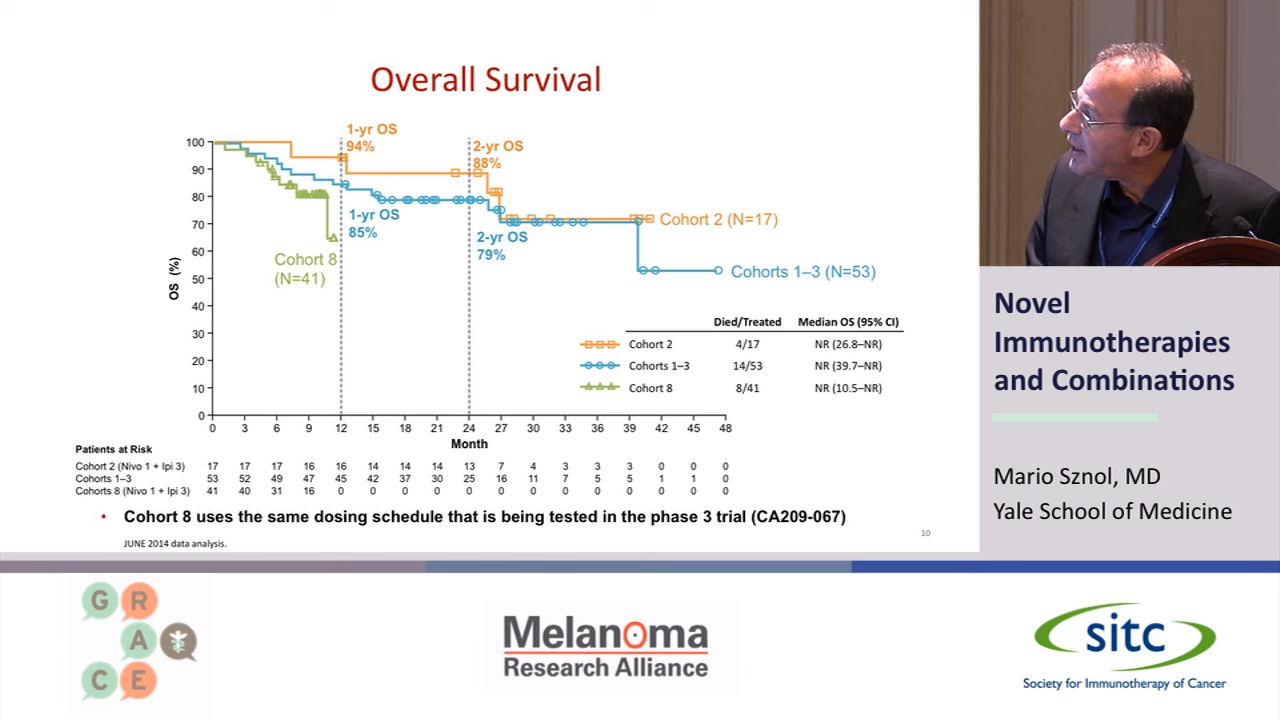 Overall Survival
OS (%)
100
90
80
70
60
50
40
30
20
10
0
1-yr OS
94%
2-yr OS
88%
1-yr OS
85%
2-yr OS
79%
Cohort 2 (N=17)
Cohorts 1–3 (N=53)
Cohort 8
(N=41)
Died/Treated Median OS (95% CI)
Cohort 2 4/17 NR (26.8–NR)
Cohorts 1–3 14/53 NR (39.7–NR)
Cohort 8 8/41 NR (10.5–NR)
0 3 6 9 12 15 18 21 24 27 30 33 36 39 42 45 48
Month
Patients at Risk
Cohort 2 (Nivo 1 + Ipi 3) 17 17 17 16 16 14 14 14 13 7 4 3 3 3 0 0 0
Cohorts 1–3 53 52 49 47 45 42 37 30 25 16 11 7 5 5 1 1 0
Cohorts 8 (Nivo 1 + Ipi 3) 41 40 31 16 0 0 0 0 0 0 0 0 0 0 0 0 0
• Cohort 8 uses the same dosing schedule that is being tested in the phase 3 trial (CA209-067)
JUNE 2014 data analysis.
10
Novel
Immunotherapies
and Combinations
Mario Sznol, MD
Yale School of Medicine
G R
A
C E
Melanoma
Research Alliance
sitc
Society for Immunotherapy of Cancer